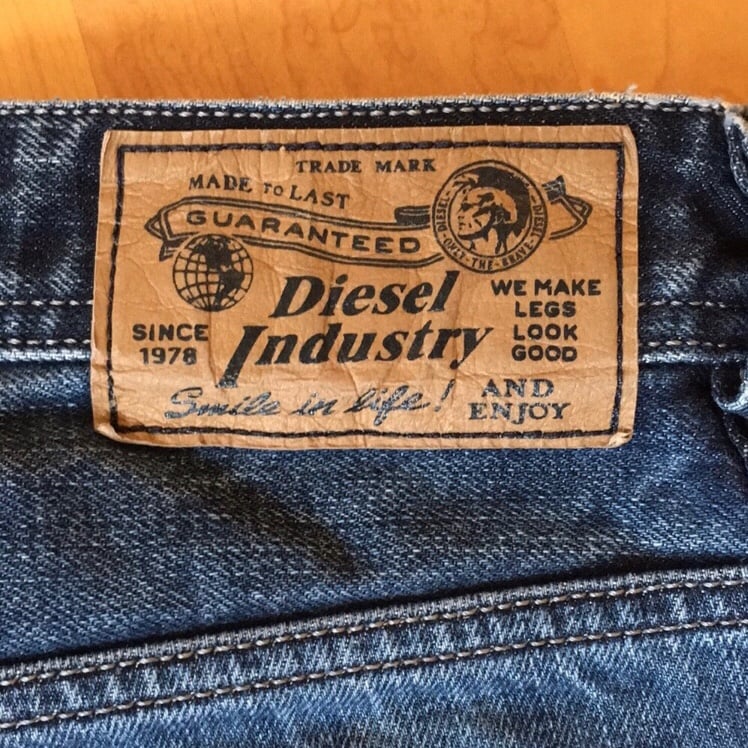 TRADE MARK
MADE TO LAST
GUARANTEED
DIESEL
ONLY-THE-BRAVE
DIESEL
Diesel
Industry
SINCE
1978
WE MAKE
LEGS
LOOK
GOOD
Smile in life!
AND
ENJOY